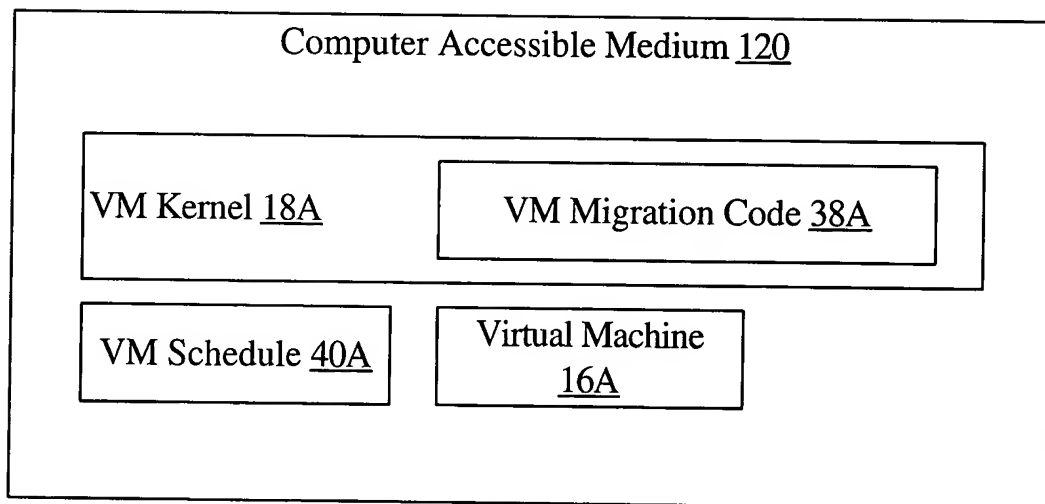 Computer Accessible Medium 120
VM Kernel 18A
VM Migration Code 38A
VM Schedule 40A
Virtual Machine
16A